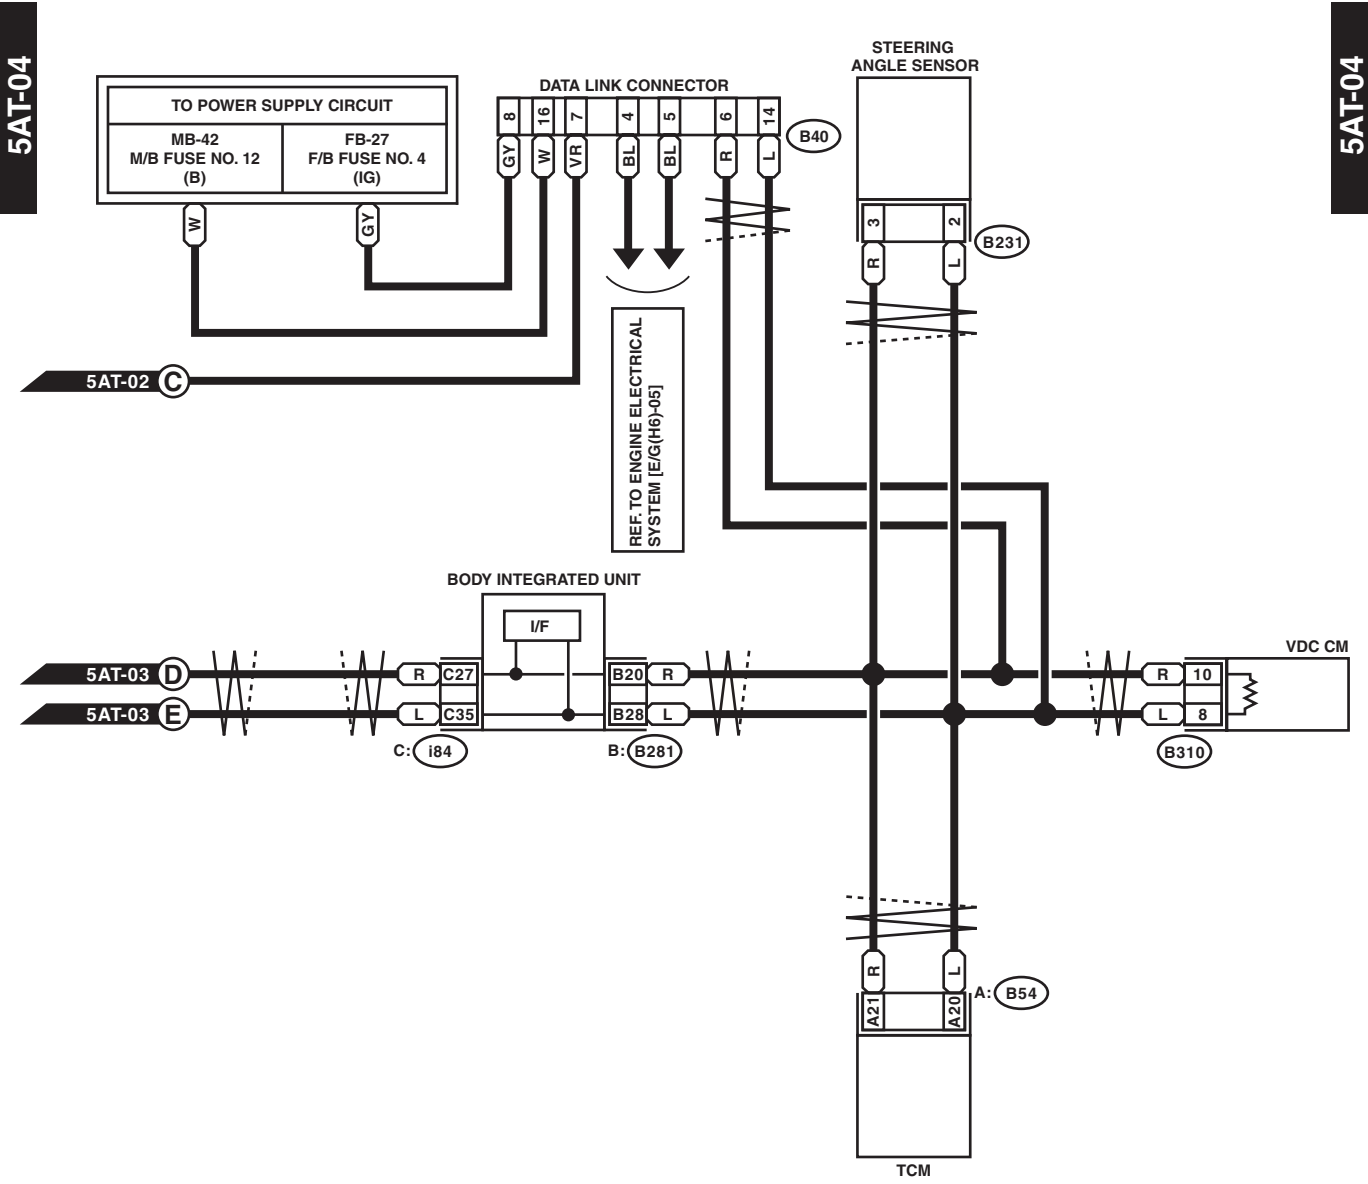 5AT-04
5AT-04
STEERING
ANGLE SENSOR
DATA LINK CONNECTOR
TO POWER SUPPLY CIRCUIT
MB-42
M/B FUSE NO. 12
(B)
FB-27
F/B FUSE NO. 4
(IG)
8 16 7 4 5 6 14
B40
GY W VR BL BL R L
W GY
3 2
B231
R L
5AT-02 C
REF. TO ENGINE ELECTRICAL
SYSTEM [E/G(H6)-05]
BODY INTEGRATED UNIT
I/F
VDC CM
5AT-03 D R C27 B20 R R 10
5AT-03 E L C35 B28 L L 8
C: i84 B: B281 B310
R L
A21 A20 A: B54
TCM